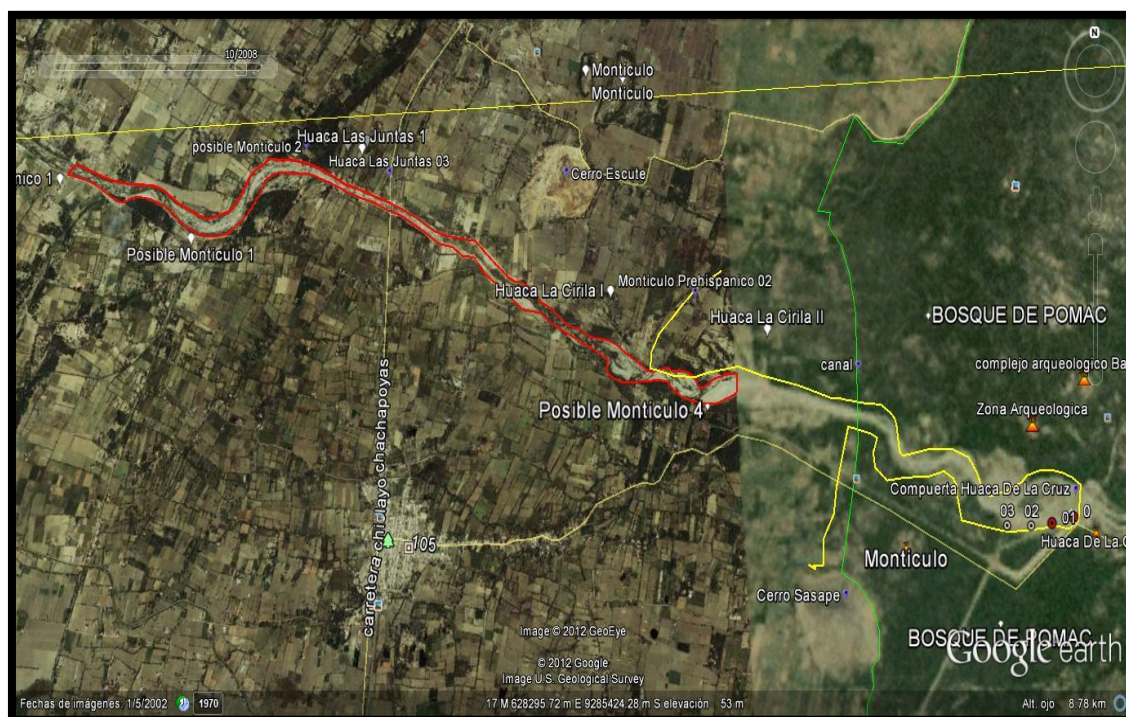 10/2008
N
Monticulo
Monticulo
Huaca Las Juntas 1
posible Monticulo 2
Huaca Las Juntas 03
Cerro Escute
nico 1
Posible Monticulo 1
Monticulo Prehispanico 02
Huaca La Cirila I
Huaca La Cirila II
BOSQUE DE POMAC
canal
complejo arqueologico Ba
Posible Monticulo 4
Zona Arqueologica
carretera chiclayo chachapoyas
Compuerta Huaca De La Cruz
03 02 01 0
105
Huaca De La C
Monticulo
Cerro Sasape
Image © 2012 GeoEye
BOSQUE DE POMAC
Google earth
© 2012 Google
Image U.S. Geological Survey
Fechas de imágenes: 1/5/2002 1970 17 M 628295.72 m E 9285424.28 m S elevación 53 m Alt. ojo 8.78 km